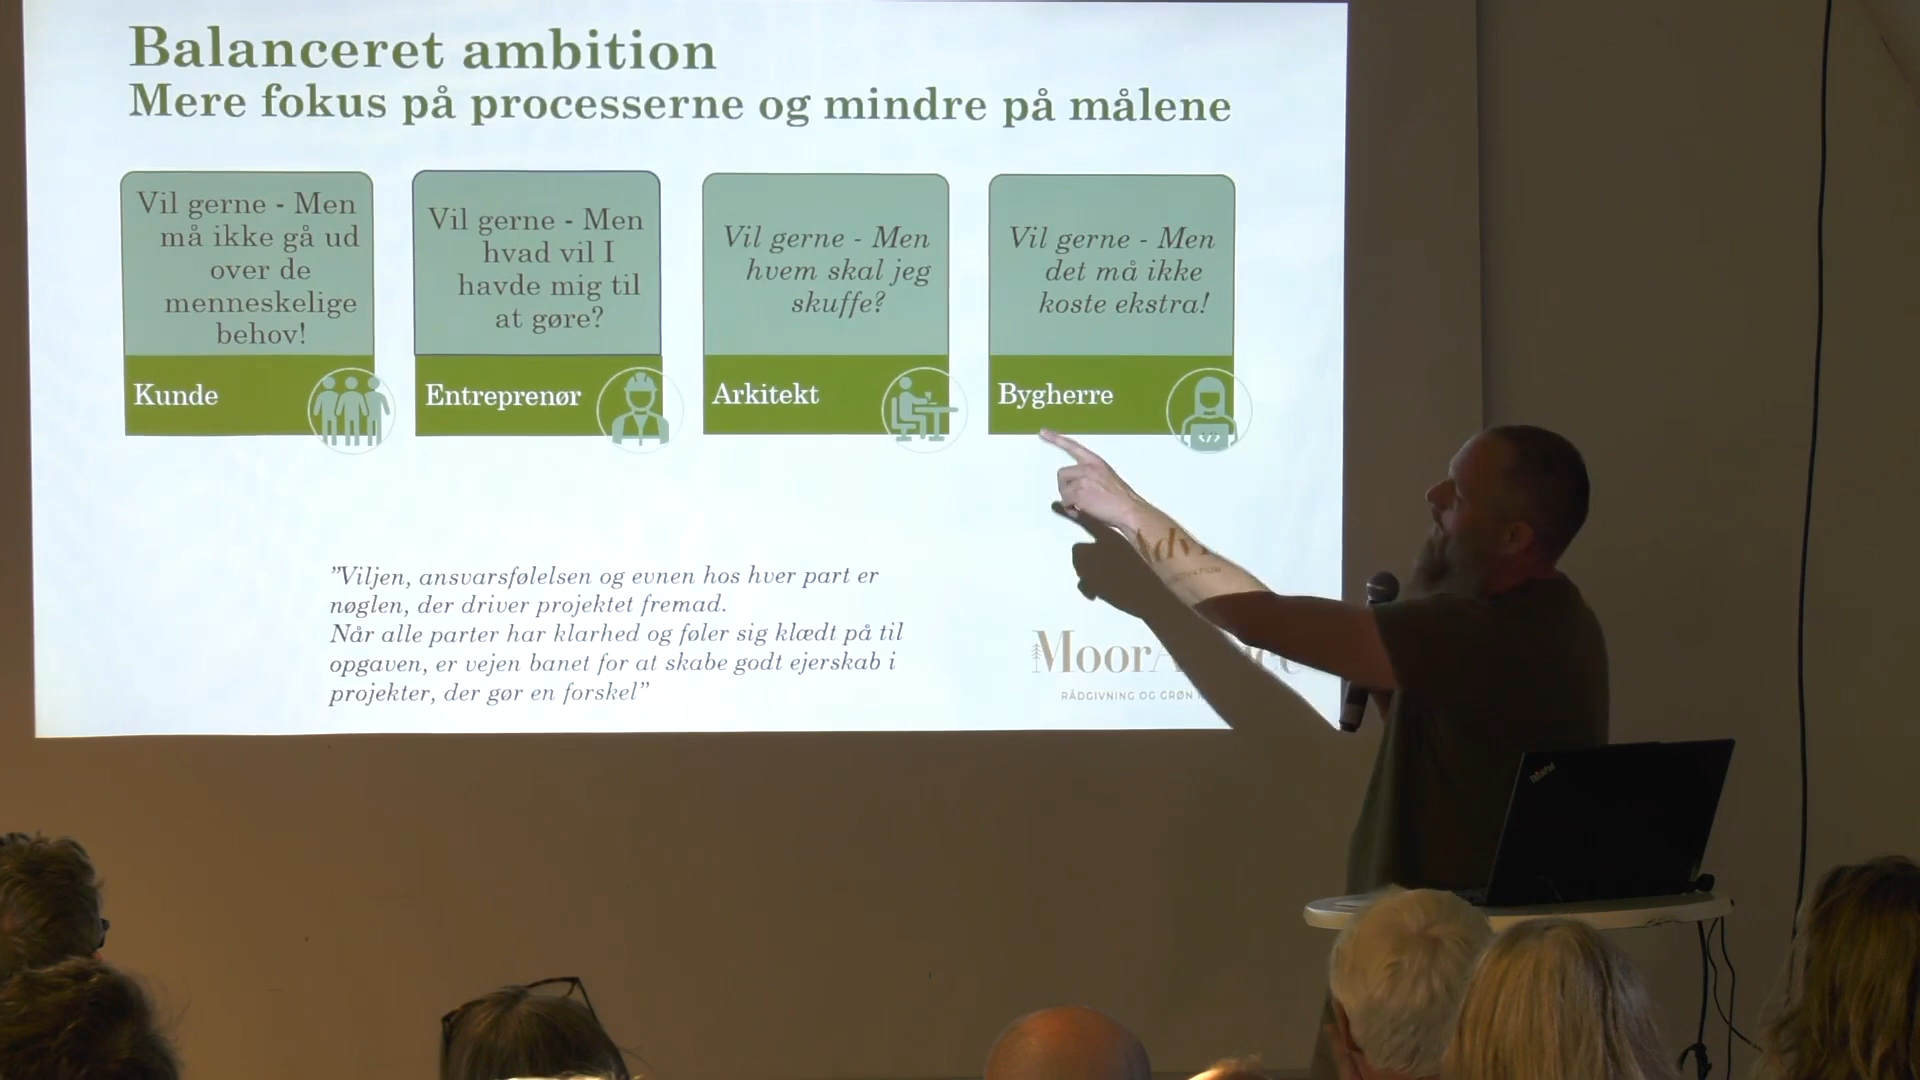 Balanceret ambition
Mere fokus på processerne og mindre på målene
Vil gerne - Men
må ikke gå ud
over de
menneskelige
behov!
Kunde
Vil gerne - Men
hvad vil I
havde mig til
at gøre?
Entreprenør
Vil gerne - Men
hvem skal jeg
skuffe?
Arkitekt
Vil gerne - Men
det må ikke
koste ekstra!
Bygherre
</>
”Viljen, ansvarsfølelsen og evnen hos hver part er
nøglen, der driver projektet fremad.
Når alle parter har klarhed og føler sig klædt på til
opgaven, er vejen banet for at skabe godt ejerskab i
projekter, der gør en forskel”
Moor
RÅDGIVNING OG GRØN
ThinkPad